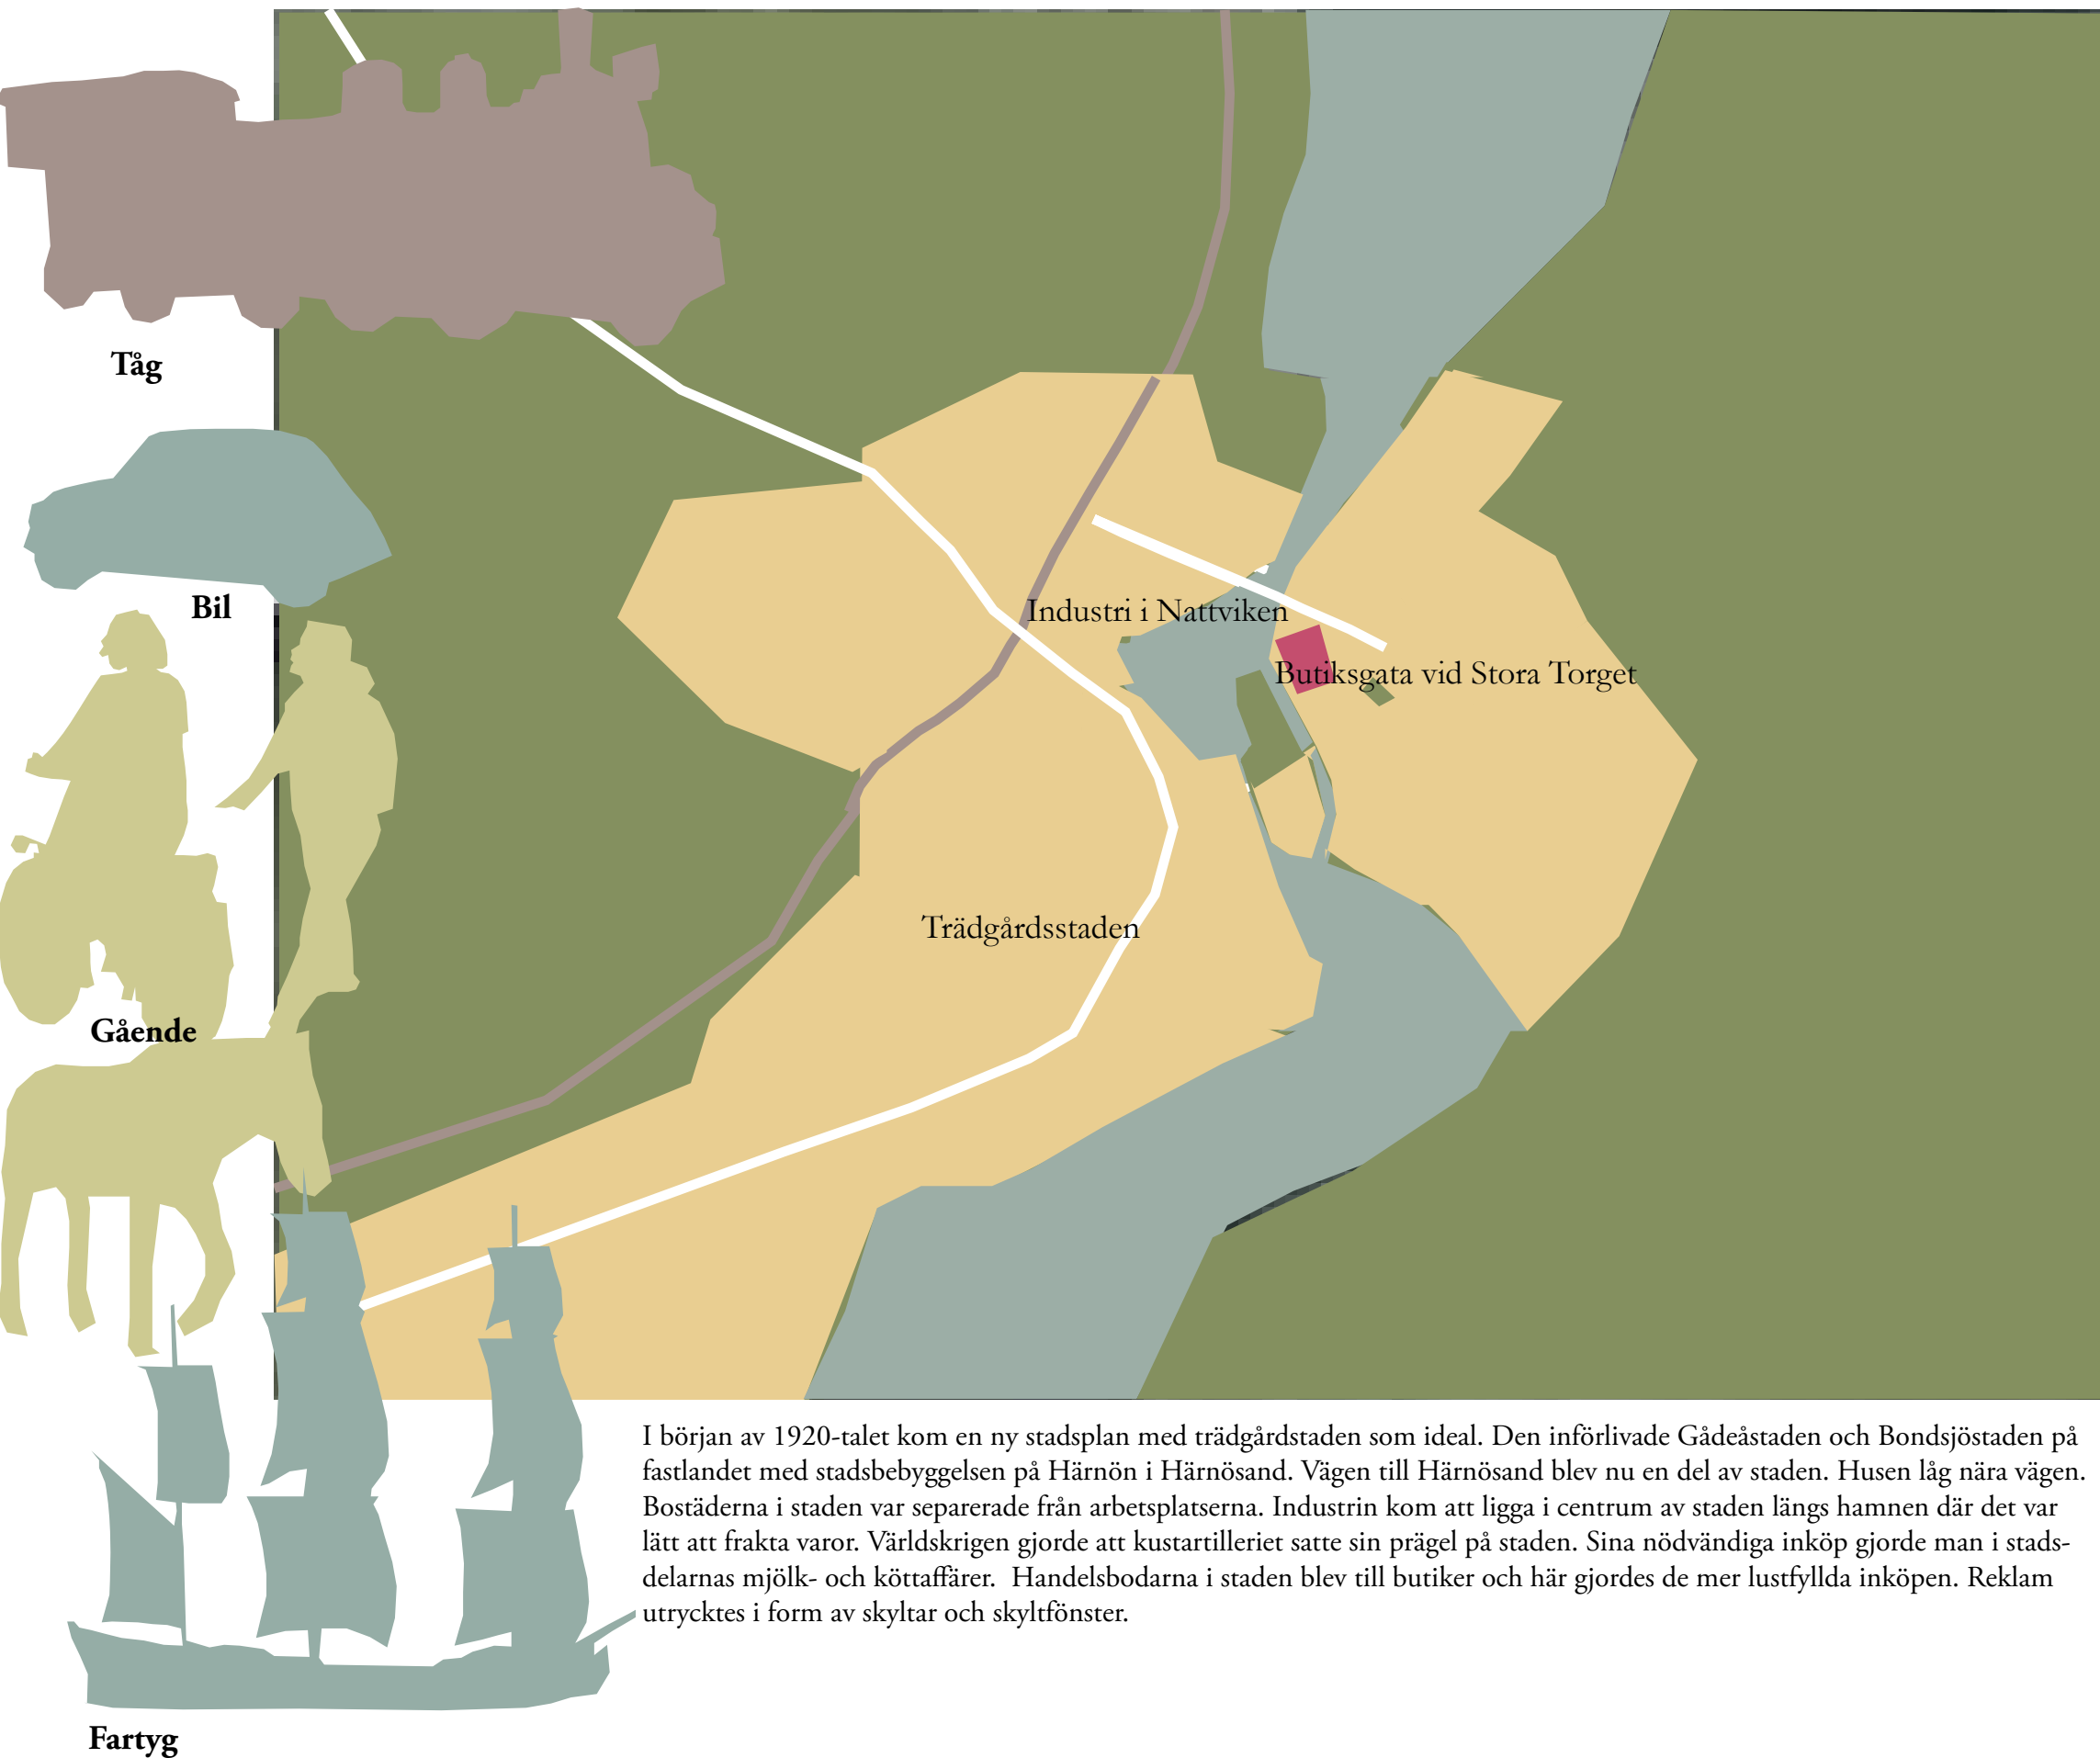 Tåg
Bil
Industri i Nattviken
Butiksgata vid Stora Torget
Trädgårdsstaden
Gående
I början av 1920-talet kom en ny stadsplan med trädgårdstaden som ideal. Den införlivade Gådeåstaden och Bondsjöstaden på
fastlandet med stadsbebyggelsen på Härnön i Härnösand. Vägen till Härnösand blev nu en del av staden. Husen låg nära vägen.
Bostäderna i staden var separerade från arbetsplatserna. Industrin kom att ligga i centrum av staden längs hamnen där det var
lätt att frakta varor. Världskrigen gjorde att kustartilleriet satte sin prägel på staden. Sina nödvändiga inköp gjorde man i stads-
delarnas mjölk- och köttaffärer.  Handelsbodarna i staden blev till butiker och här gjordes de mer lustfyllda inköpen. Reklam
utrycktes i form av skyltar och skyltfönster.
Fartyg